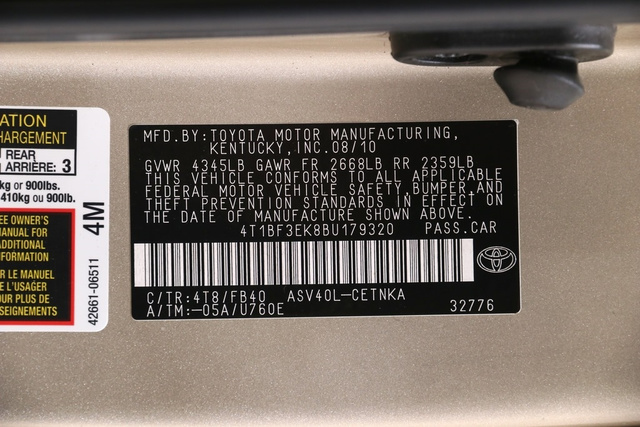 ATION
HARGEMENT
REAR
ARRIÈRE: 3
kg or 900lbs.
410kg ou 900lb.
EE OWNER'S
MANUAL FOR
ADDITIONAL
INFORMATION
IR LE MANUEL
PLUS DE
SEIGNEMENTS
4M
42661-06511
MFD.BY:TOYOTA MOTOR MANUFACTURING,
KENTUCKY,INC.08/10
GVWR 4345LB GAWR FR 2668LB RR 2359LB
THIS VEHICLE CONFORMS TO ALL APPLICABLE
FEDERAL MOTOR VEHICLE SAFETY,BUMPER,AND
THEFT PREVENTION STANDARDS IN EFFECT ON
THE DATE OF MANUFACTURE SHOWN ABOVE.
4T1BF3EK8BU179320 PASS.CAR
C/TR:4T8/FB40 ASV40L-CETNKA
A/TM:-05A/U760E 32776